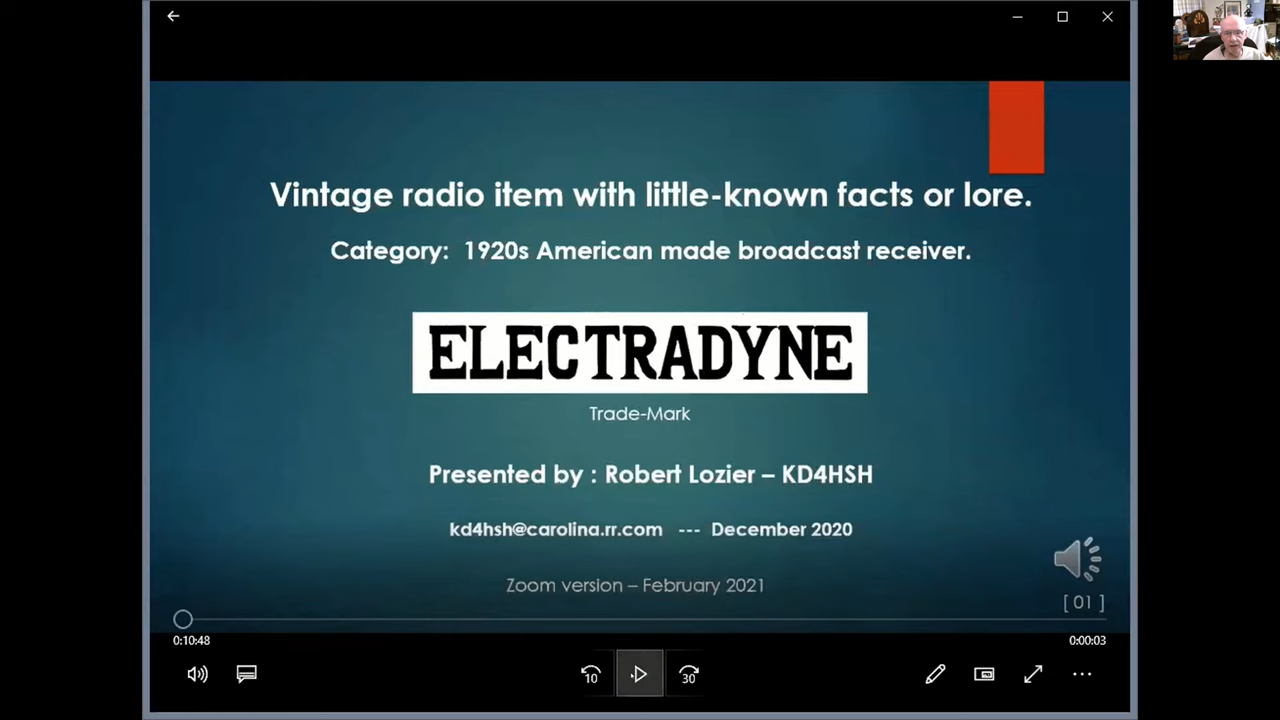 Vintage radio item with little-known facts or lore.
Category: 1920s American made broadcast receiver.
ELECTRADYNE
Trade-Mark
Presented by : Robert Lozier – KD4HSH
kd4hsh@carolina.rr.com --- December 2020
Zoom version – February 2021
[ 01 ]
0:10:48
0:00:03
10
30